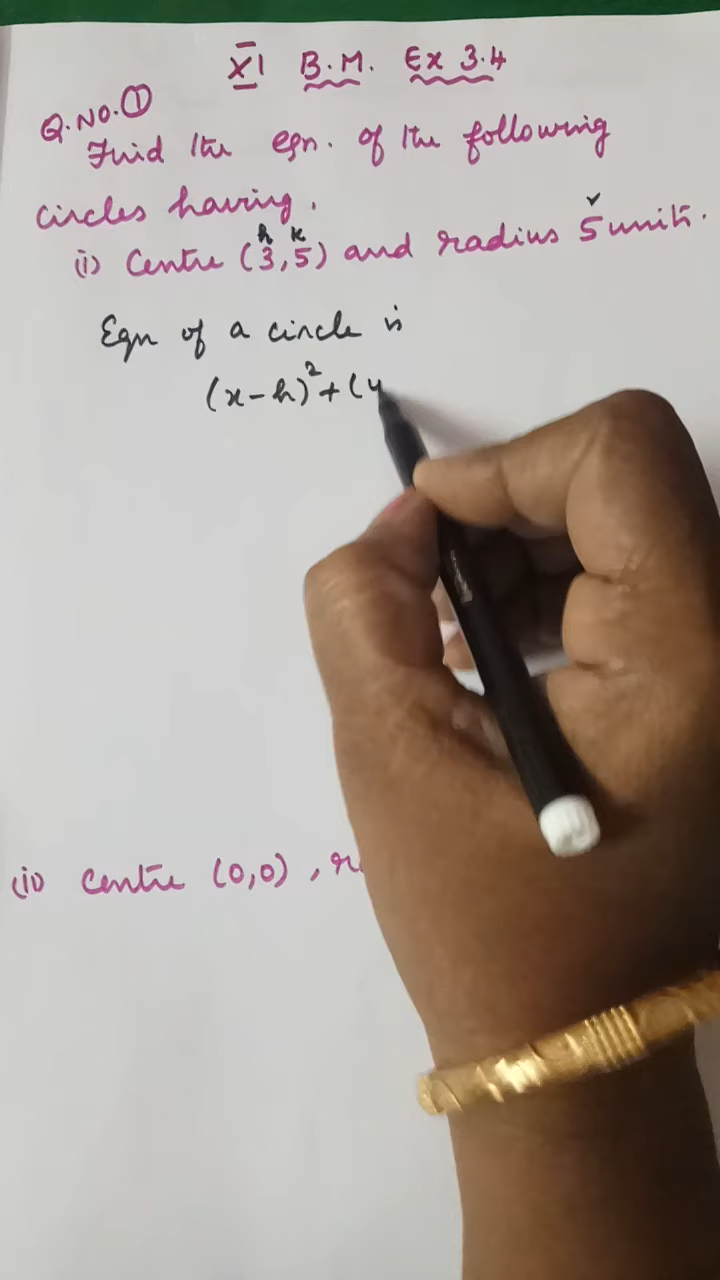 XI B.M. Ex 3.4
Q.NO.①
Find the eqn. of the following
circles having.
h k
(i) Centre (3,5) and radius 5 units.
Eqn of a circle is
(x-h)²+(y
(ii) Centre (0,0),